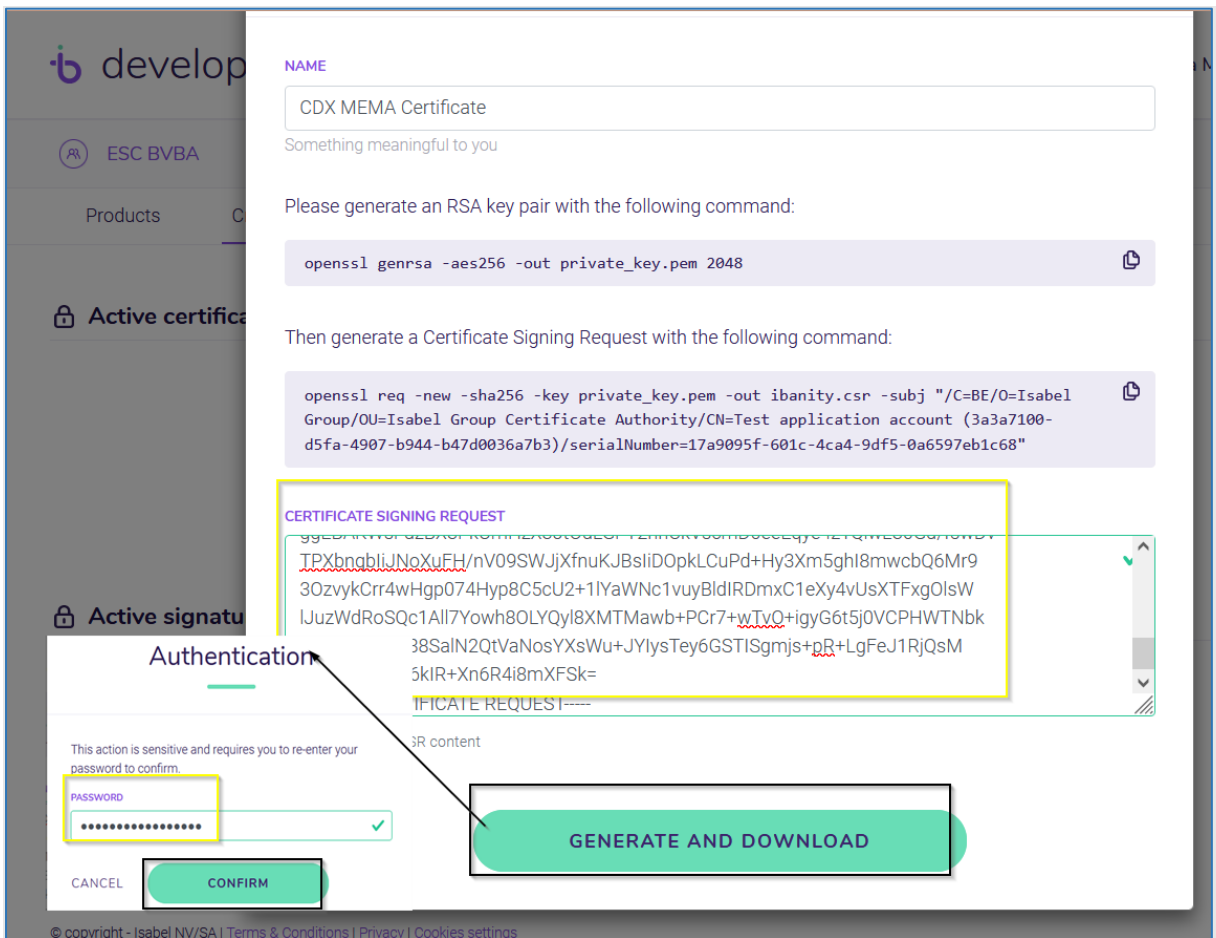 develop
NAME
CDX MEMA Certificate
Something meaningful to you
ESC BVBA
Products
Please generate an RSA key pair with the following command:
openssl genrsa -aes256 -out private_key.pem 2048
Active certifica
Then generate a Certificate Signing Request with the following command:
openssl req -new -sha256 -key private_key.pem -out ibanity.csr -subj "/C=BE/O=Isabel
Group/OU=Isabel Group Certificate Authority/CN=Test application account (3a3a7100-
d5fa-4907-b944-b47d0036a7b3)/serialNumber=17a9095f-601c-4ca4-9df5-0a6597eb1c68"
CERTIFICATE SIGNING REQUEST
TPXbngbIiJNoXuFH/nV09SWJjXfnuKJBsIiDOpkLCuPd+Hy3Xm5ghI8mwcbQ6Mr9
3OzvykCrr4wHgp074Hyp8C5cU2+1lYaWNc1vuyBldIRDmxC1eXy4vUsXTFxgOlsW
lJuzWdRoSQc1All7Yowh8OLYQyl8XMTMawb+PCr7+wTvO+igyG6t5j0VCPHWTNbk
38SalN2QtVaNosYXsWu+JYIysTey6GSTISgmjs+pR+LgFeJ1RjQsM
6kIR+Xn6R4i8mXFSk=
IFICATE REQUEST-----
SR content
Active signatu
Authentication
This action is sensitive and requires you to re-enter your
password to confirm.
PASSWORD
CANCEL
CONFIRM
GENERATE AND DOWNLOAD
© copyright - Isabel NV/SA | Terms & Conditions | Privacy | Cookies settings